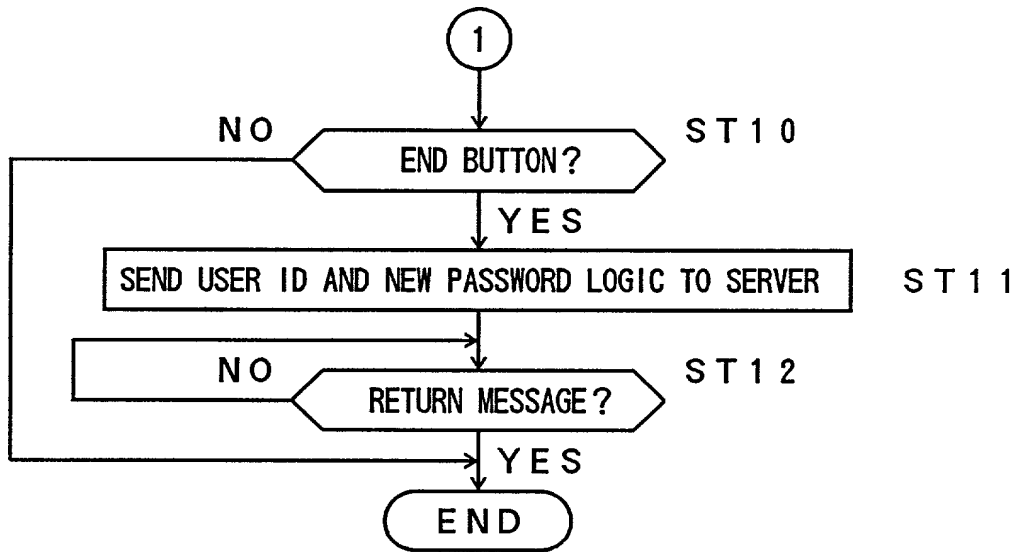 1
NO
ST10
END BUTTON?
YES
SEND USER ID AND NEW PASSWORD LOGIC TO SERVER
ST11
NO
ST12
RETURN MESSAGE?
YES
END